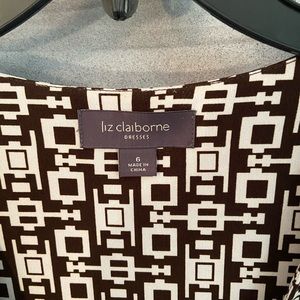 liz claiborne
DRESSES
6
MADE IN
CHINA